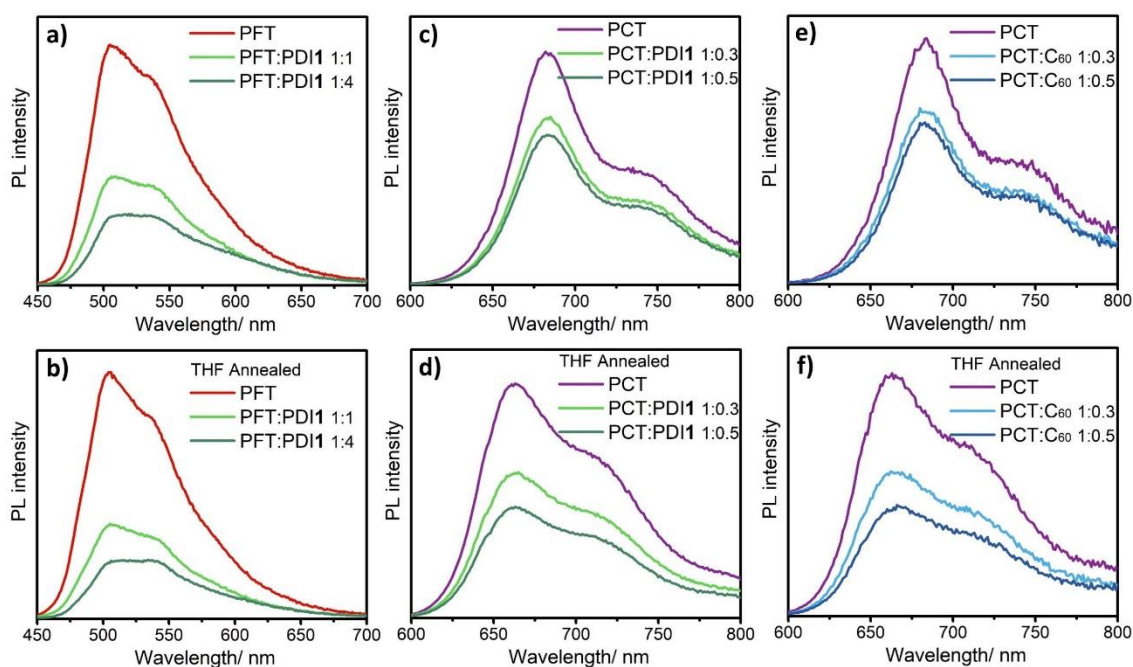 a)
PFT
PFT:PDI1 1:1
PFT:PDI1 1:4
PL intensity
450 500 550 600 650 700
Wavelength/ nm
c)
PCT
PCT:PDI1 1:0.3
PCT:PDI1 1:0.5
PL intensity
600 650 700 750 800
Wavelength/ nm
e)
PCT
PCT:C₆₀ 1:0.3
PCT:C₆₀ 1:0.5
PL intensity
600 650 700 750 800
Wavelength/ nm
b)
THF Annealed
PFT
PFT:PDI1 1:1
PFT:PDI1 1:4
PL intensity
450 500 550 600 650 700
Wavelength/ nm
d)
THF Annealed
PCT
PCT:PDI1 1:0.3
PCT:PDI1 1:0.5
PL intensity
600 650 700 750 800
Wavelength/ nm
f)
THF Annealed
PCT
PCT:C₆₀ 1:0.3
PCT:C₆₀ 1:0.5
PL intensity
600 650 700 750 800
Wavelength/ nm